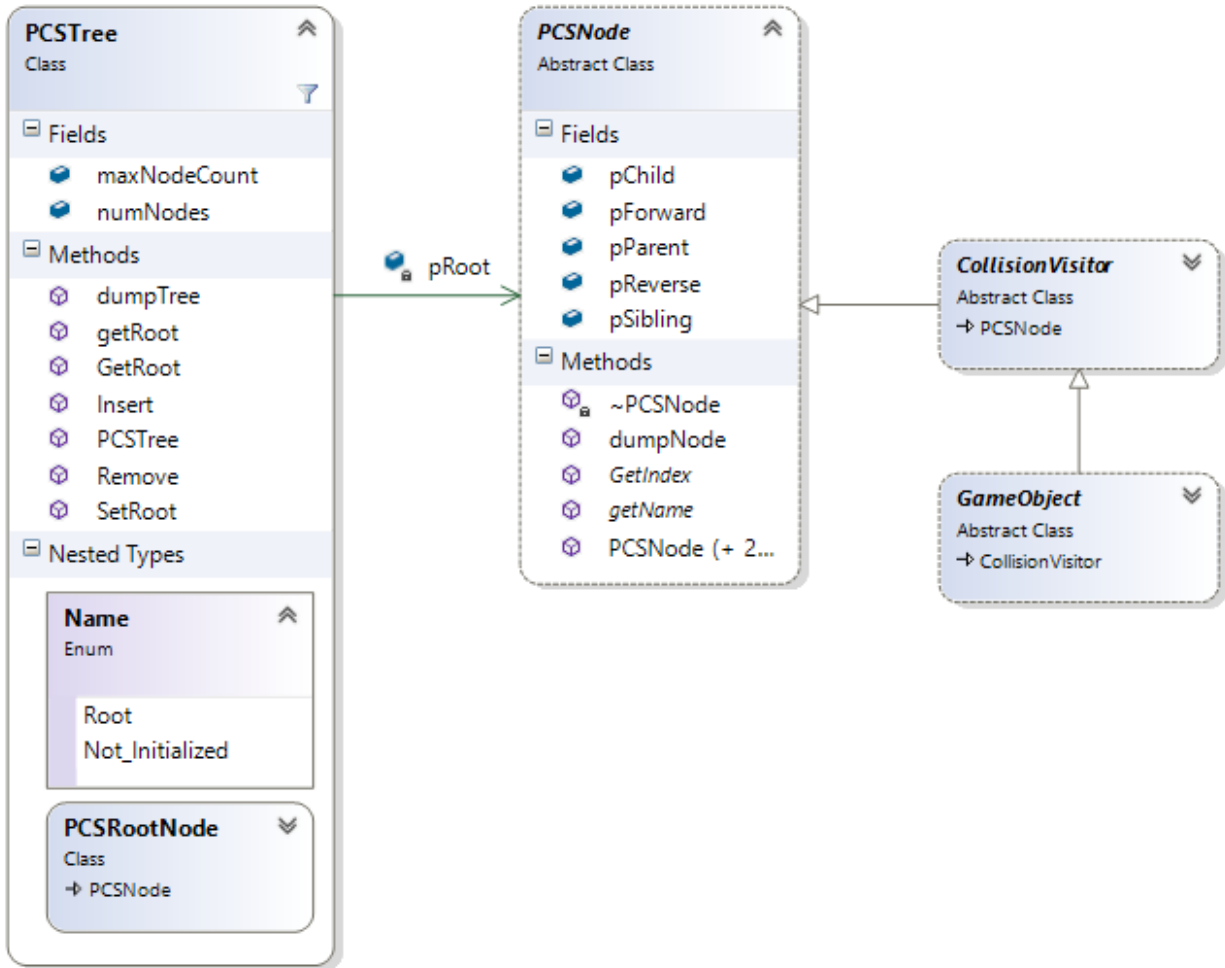 PCSTree
Class
Fields
maxNodeCount
numNodes
Methods
dumpTree
getRoot
GetRoot
Insert
PCSTree
Remove
SetRoot
Nested Types
Name
Enum
Root
Not_Initialized
PCSRootNode
Class
PCSNode
pRoot
PCSNode
Abstract Class
Fields
pChild
pForward
pParent
pReverse
pSibling
Methods
~PCSNode
dumpNode
GetIndex
getName
PCSNode (+ 2...
CollisionVisitor
Abstract Class
PCSNode
GameObject
Abstract Class
CollisionVisitor